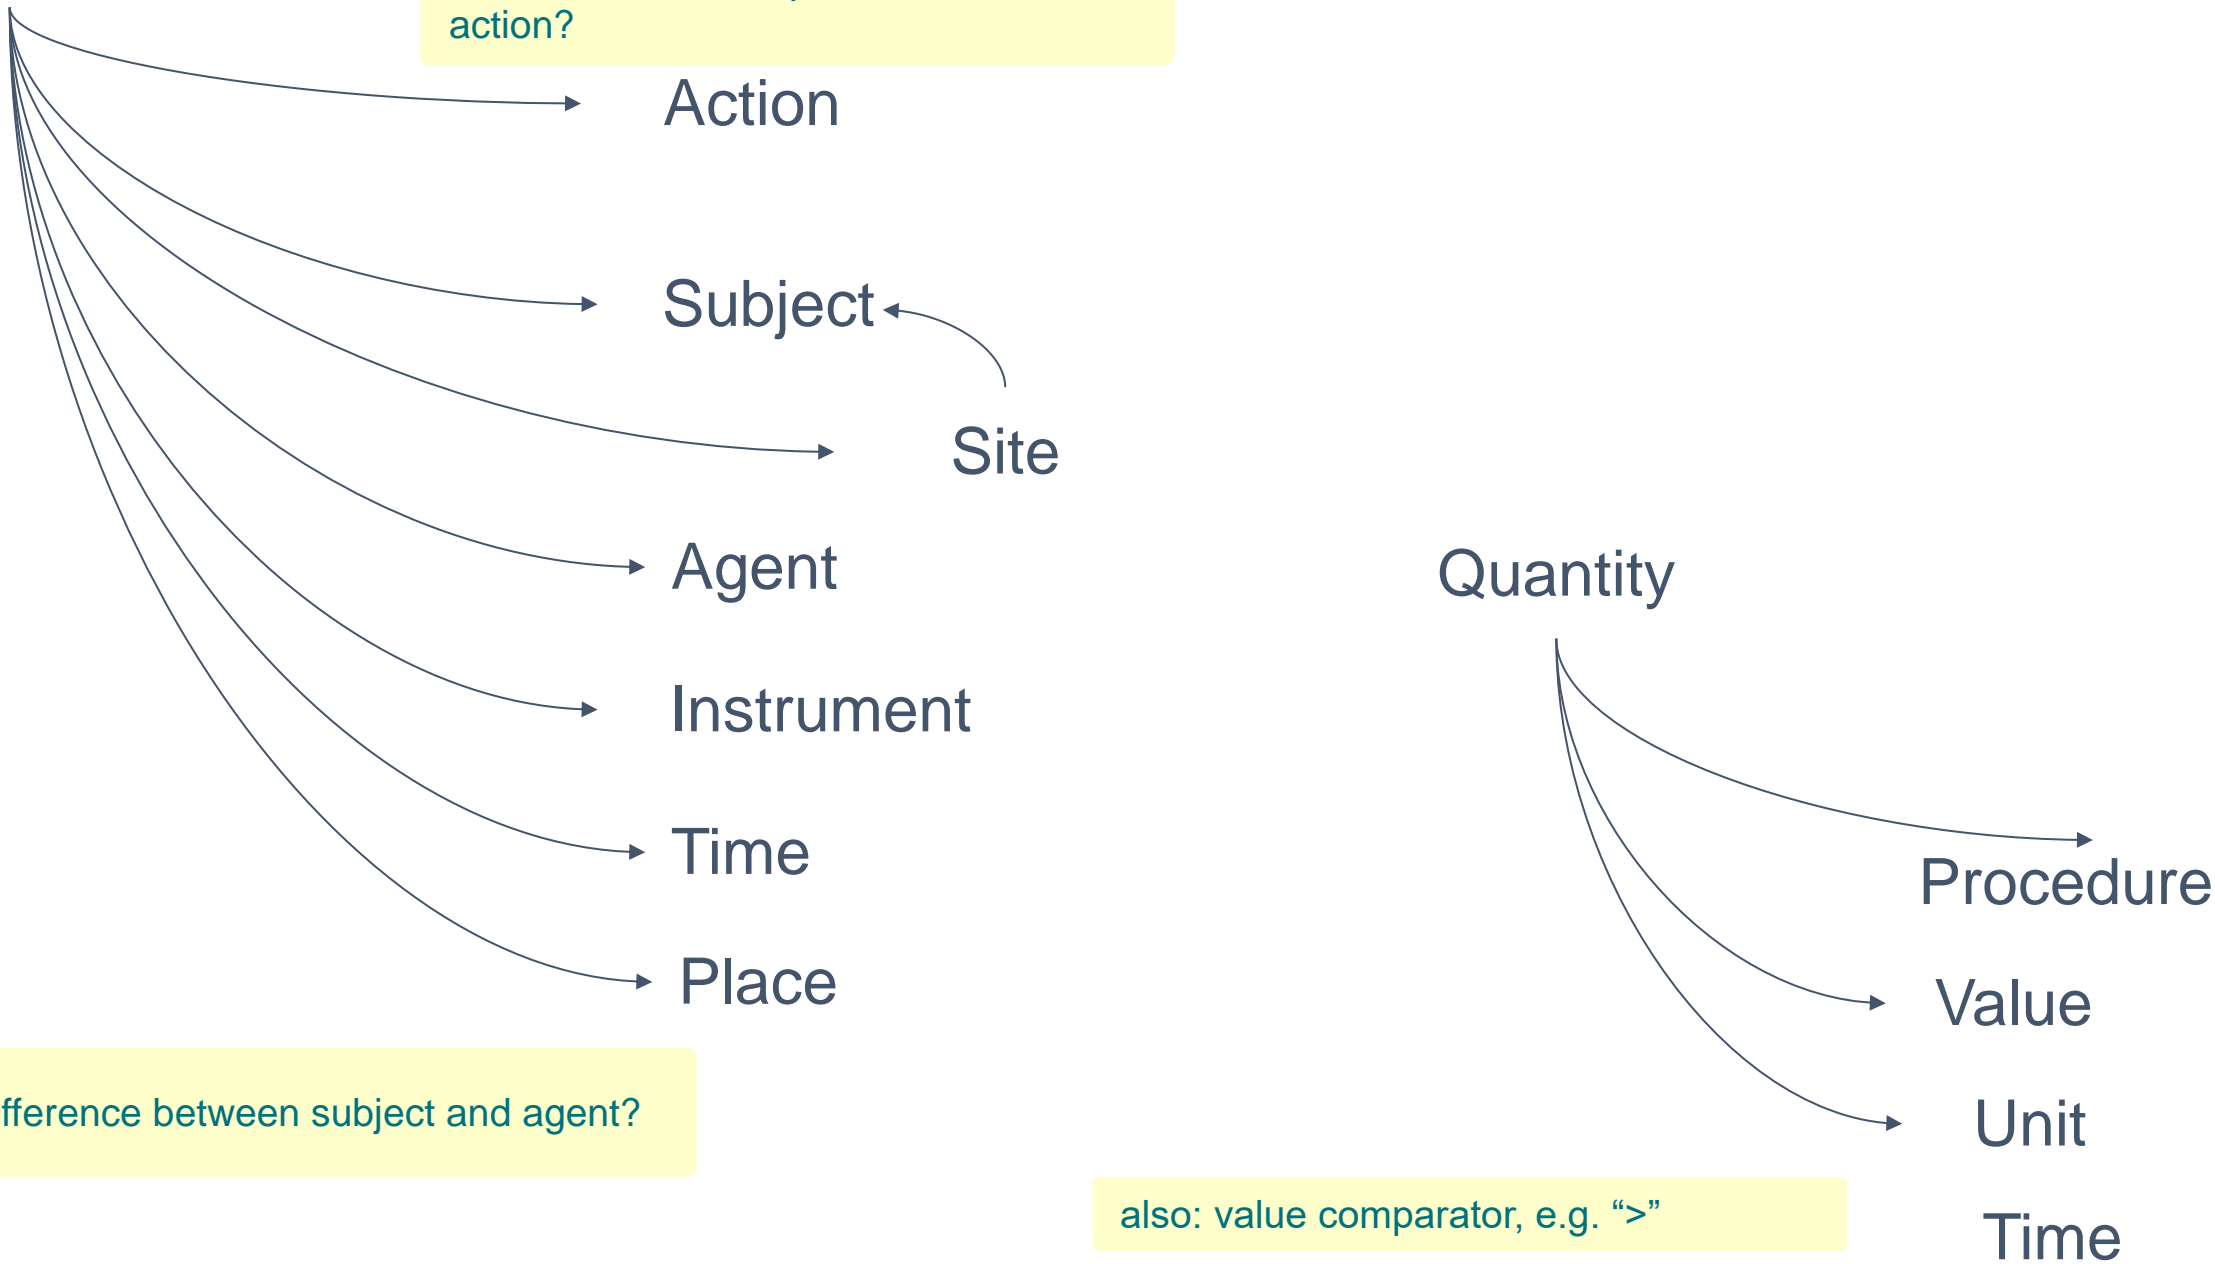 action?
Action
Subject
Site
Agent
Quantity
Instrument
Time
Procedure
Place
Value
fference between subject and agent?
Unit
also: value comparator, e.g. “>”
Time